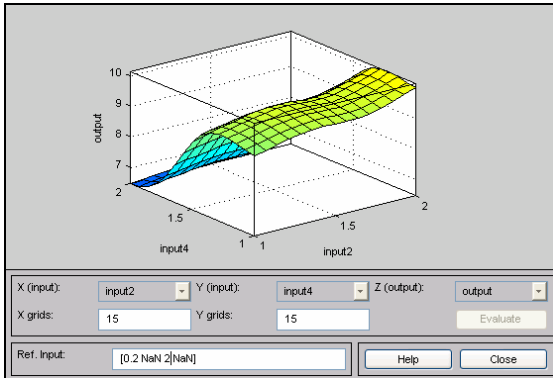 10
9
8
7
output
2
1.5
1
input4
1
1.5
2
input2
X (input): input2 Y (input): input4 Z (output): output
X grids: 15 Y grids: 15 Evaluate
Ref. Input: [0.2 NaN 2 NaN] Help Close